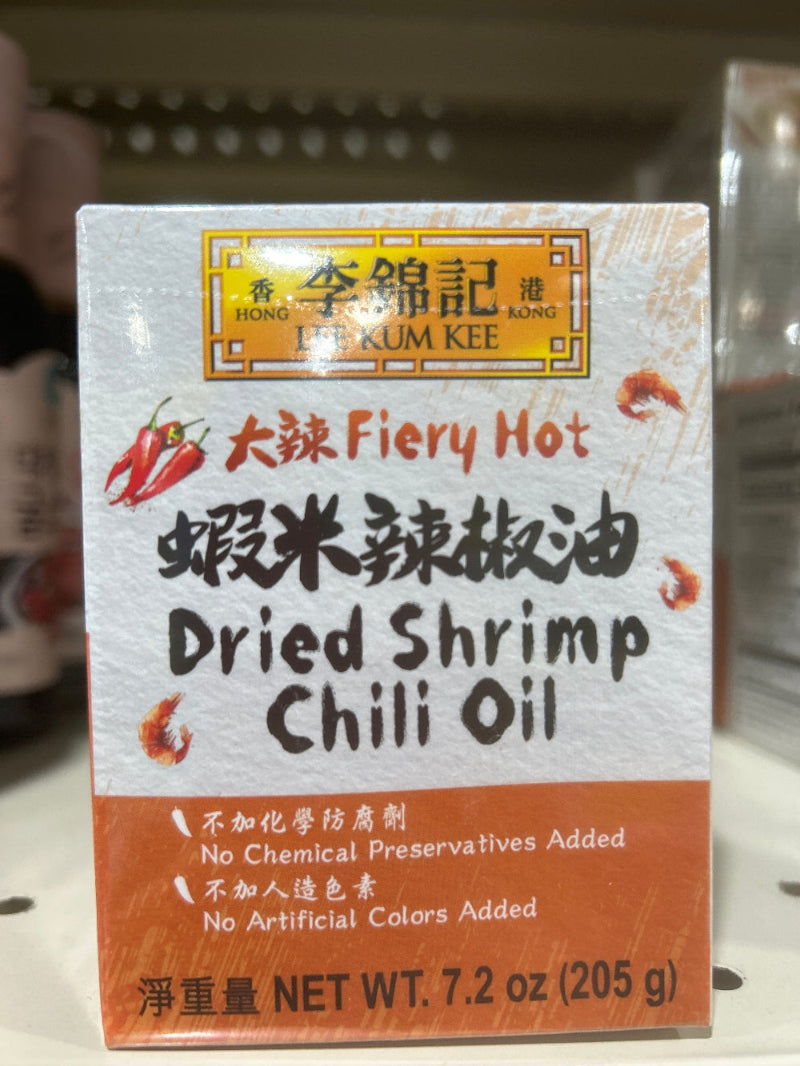 香 李錦記 港
HONG LEE KUM KEE KONG
大辣 Fiery Hot
蝦米辣椒油
Dried Shrimp
Chili Oil
不加化學防腐劑
No Chemical Preservatives Added
不加人造色素
No Artificial Colors Added
淨重量 NET WT. 7.2 oz (205 g)